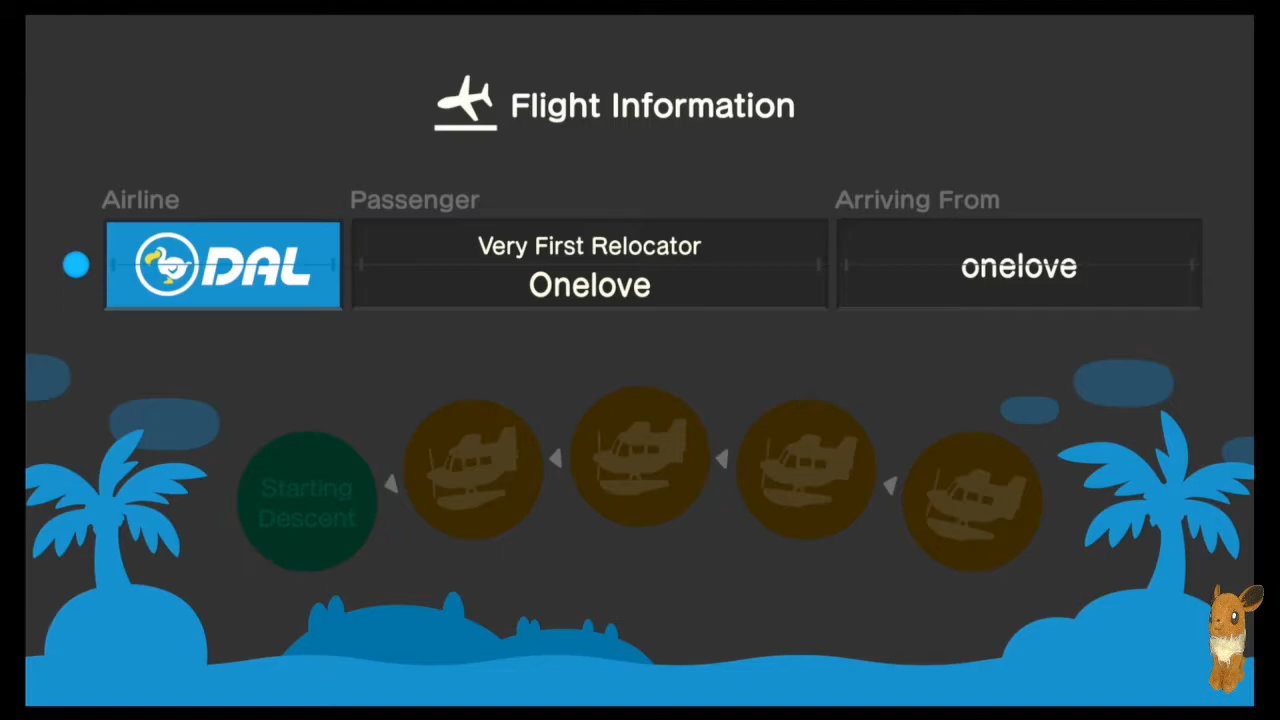 Flight Information
Airline
Passenger
Arriving From
DAL
Very First Relocator
Onelove
onelove
Starting
Descent